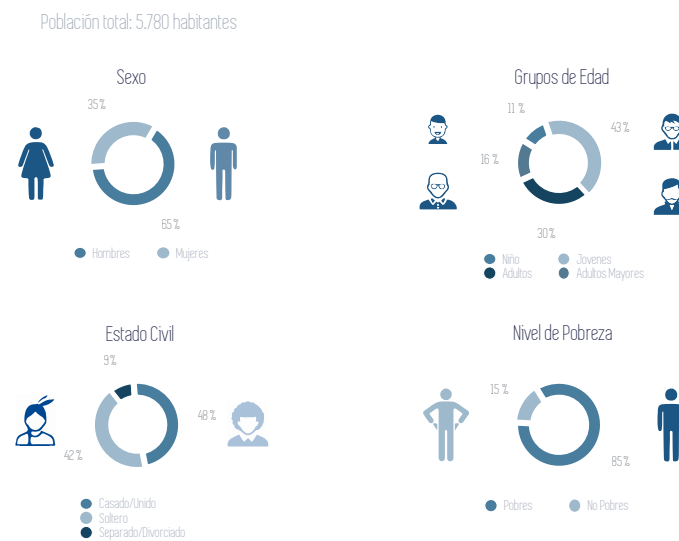 Población total: 5.780 habitantes
Sexo
35%
65%
Hombres
Mujeres
Grupos de Edad
11 %
43%
16 %
30%
Niño
Jovenes
Adultos
Adultos Mayores
Estado Civil
9%
48 %
42 %
Casado/Unido
Soltero
Separado/Divorciado
Nivel de Pobreza
15 %
85%
Pobres
No Pobres